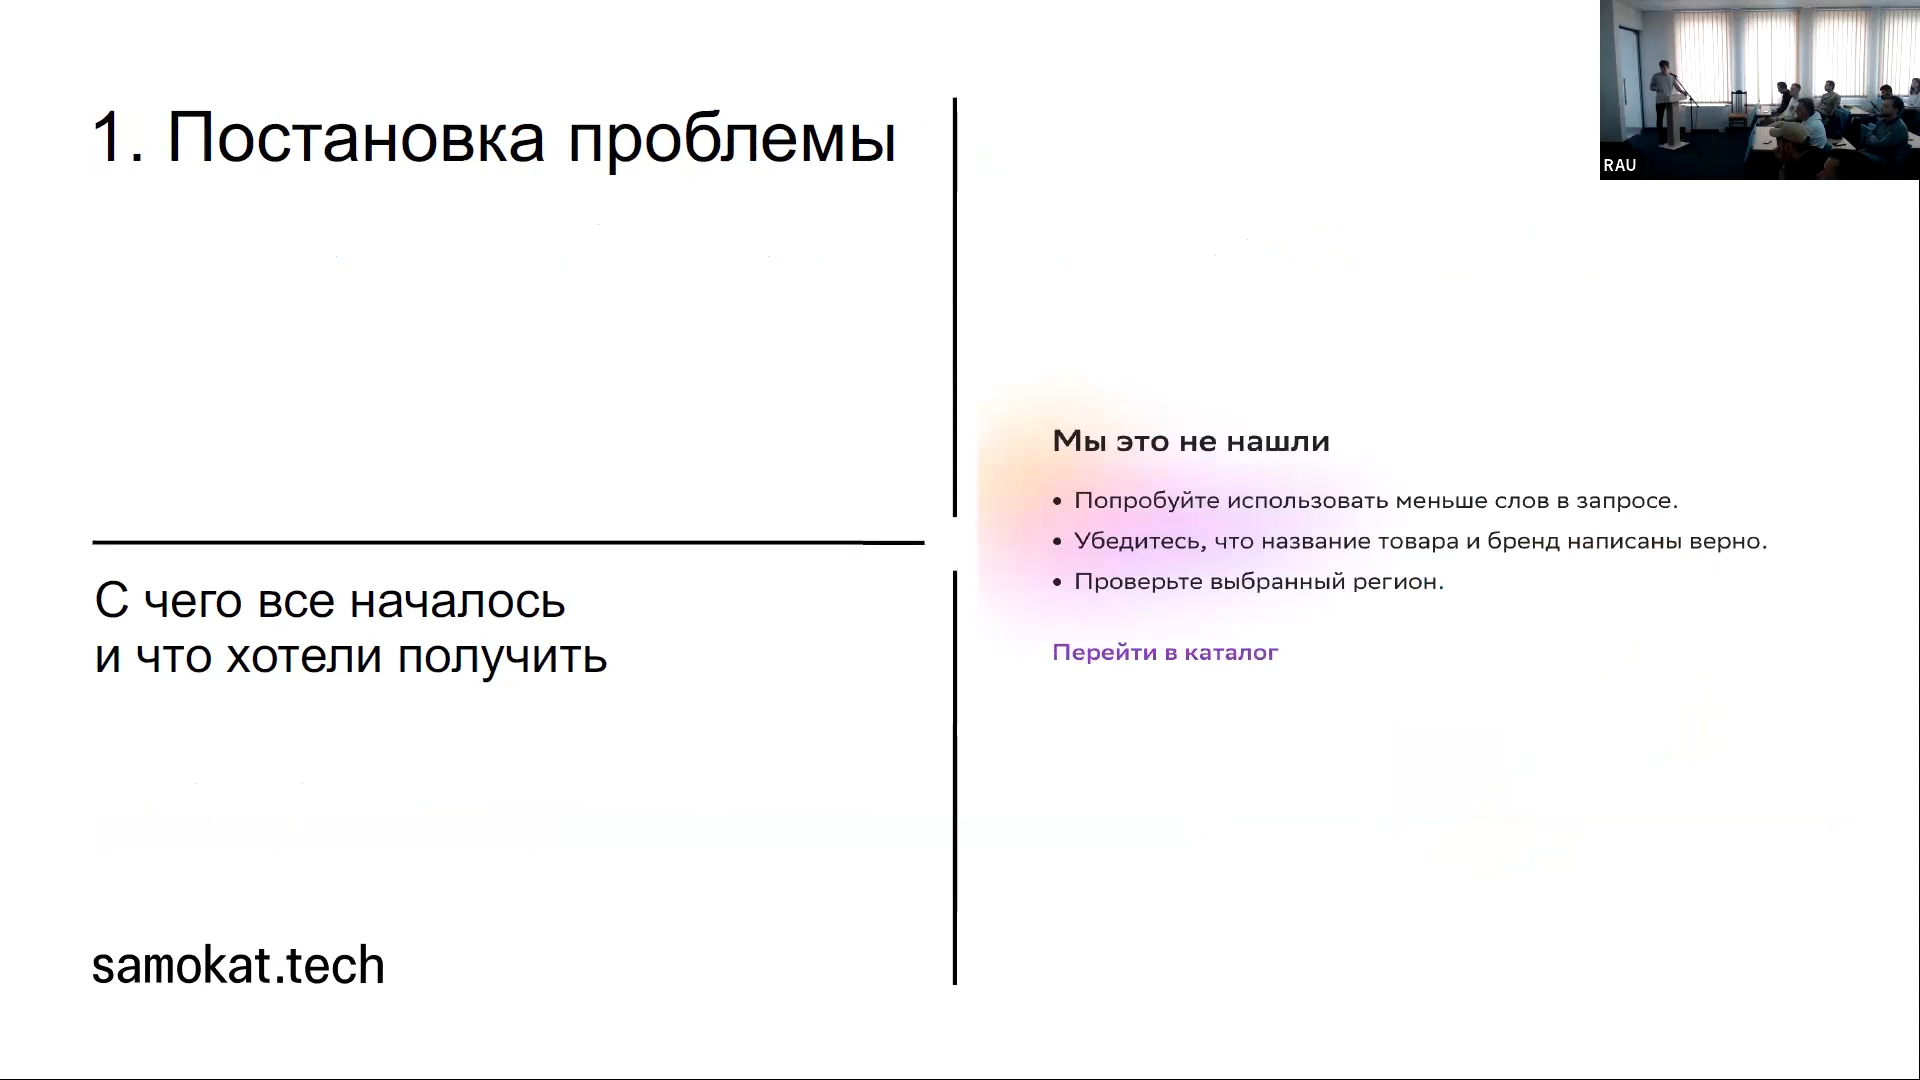 1. Постановка проблемы
С чего все началось
и что хотели получить
samokat.tech
Мы это не нашли
• Попробуйте использовать меньше слов в запросе.
• Убедитесь, что название товара и бренд написаны верно.
• Проверьте выбранный регион.
Перейти в каталог
RAU